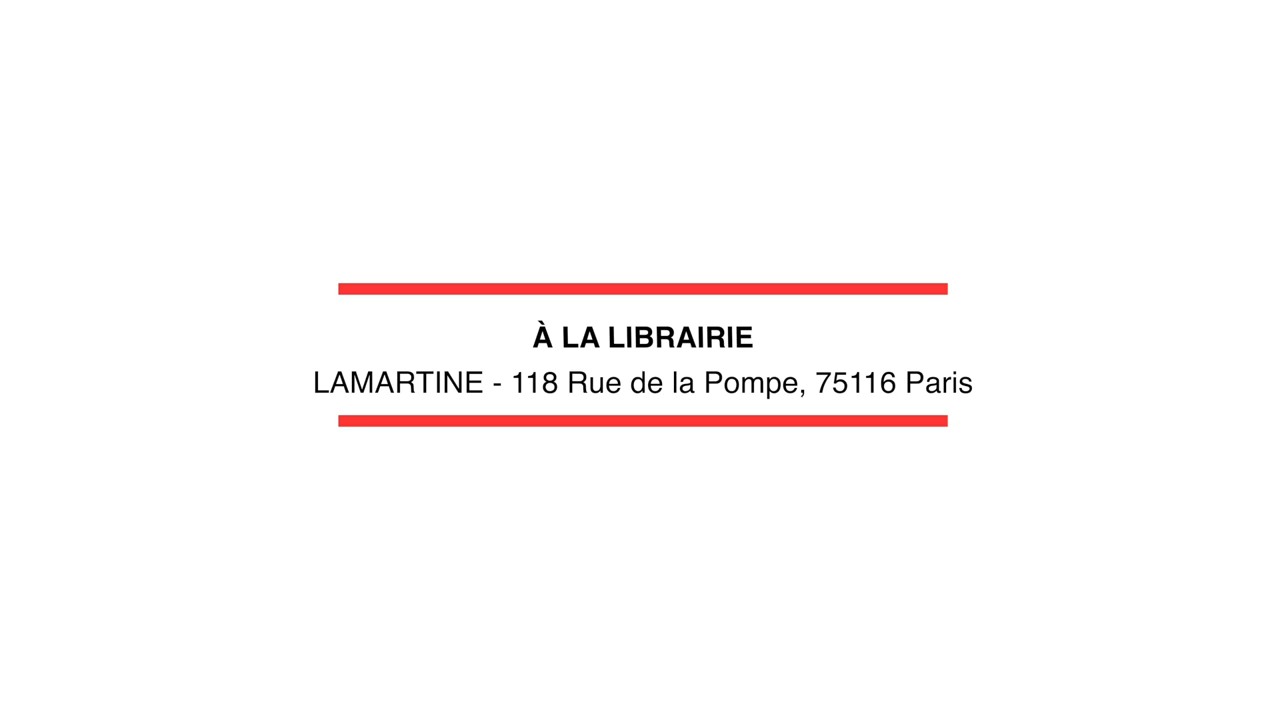 À LA LIBRAIRIE
LAMARTINE - 118 Rue de la Pompe, 75116 Paris